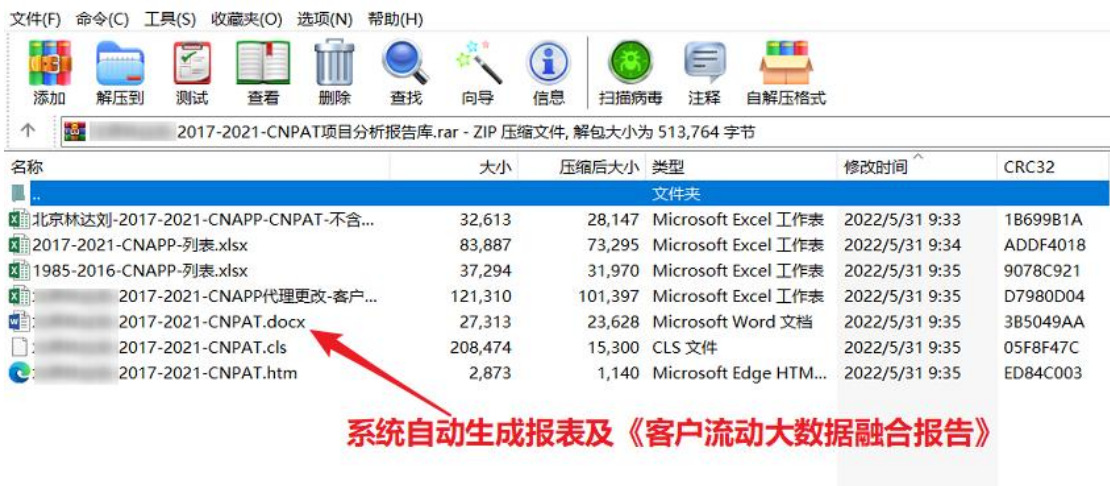 文件(F) 命令(C) 工具(S) 收藏夹(O) 选项(N) 帮助(H)
添加 解压到 测试 查看 删除 查找 向导 信息 扫描病毒 注释 自解压格式
2017-2021-CNPAT项目分析报告库.rar - ZIP 压缩文件, 解包大小为 513,764 字节
名称 大小 压缩后大小 类型 修改时间 CRC32
.. 文件夹
北京林达刘-2017-2021-CNAPP-CNPAT-不含... 32,613 28,147 Microsoft Excel 工作表 2022/5/31 9:33 1B699B1A
2017-2021-CNAPP-列表.xlsx 83,887 73,295 Microsoft Excel 工作表 2022/5/31 9:34 ADDF4018
1985-2016-CNAPP-列表.xlsx 37,294 31,970 Microsoft Excel 工作表 2022/5/31 9:35 9078C921
2017-2021-CNAPP代理更改-客户... 121,310 101,397 Microsoft Excel 工作表 2022/5/31 9:35 D7980D04
2017-2021-CNPAT.docx 27,313 23,628 Microsoft Word 文档 2022/5/31 9:35 3B5049AA
2017-2021-CNPAT.cls 208,474 15,300 CLS 文件 2022/5/31 9:35 05F8F47C
2017-2021-CNPAT.htm 2,873 1,140 Microsoft Edge HTM... 2022/5/31 9:35 ED84C003
系统自动生成报表及《客户流动大数据融合报告》